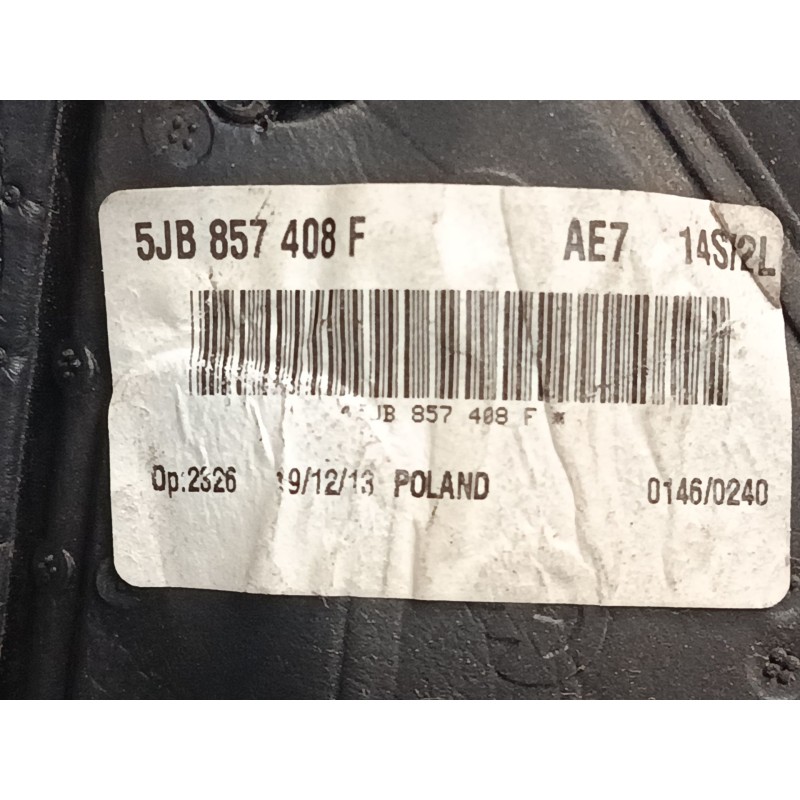 5JB 857 408 F AE7 14S/2L
*5JB 857 408 F *
Op:2326 19/12/13 POLAND 0146/0240